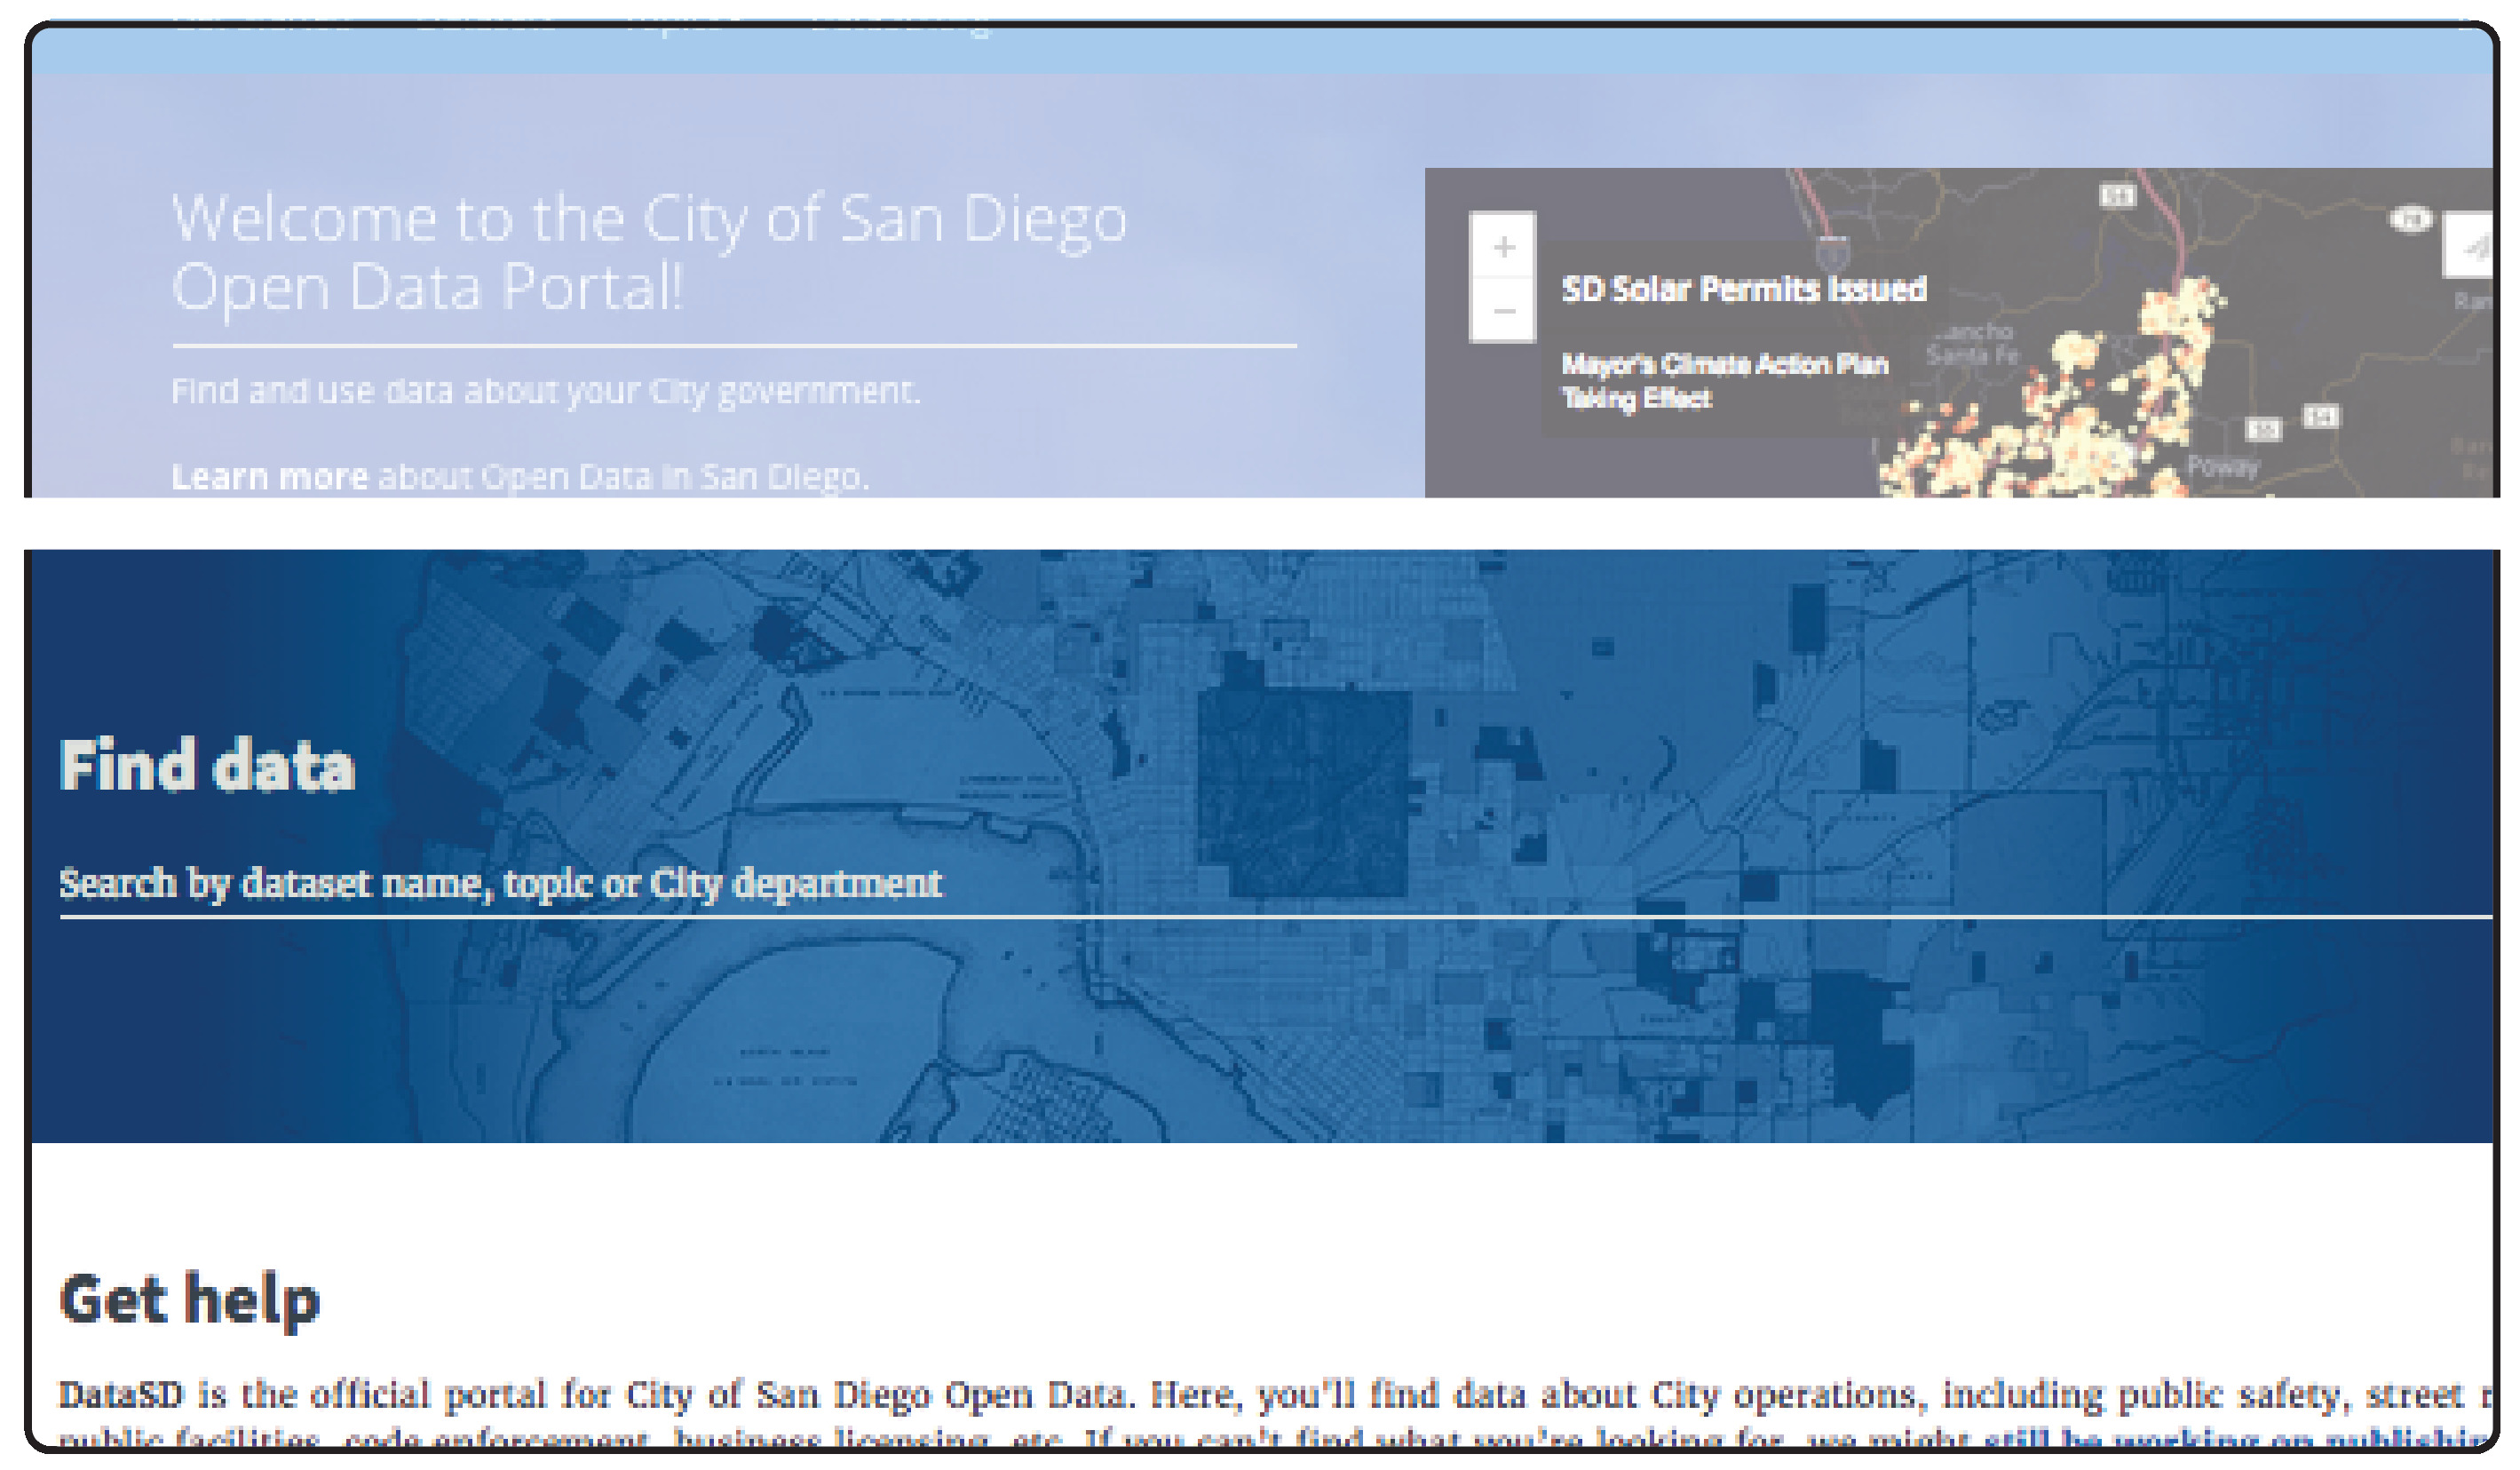 Welcome to the City of San Diego
Open Data Portal!
Find and use data about your City government.
Learn more about Open Data in San Diego.
+
−
SD Solar Permits Issued
Mayor's Climate Action Plan
Taking Effect
Santa Fe
Poway
Find data
Search by dataset name, topic or City department
Get help
DataSD is the official portal for City of San Diego Open Data. Here, you'll find data about City operations, including public safety, street
public facilities, code enforcement, business licensing, etc. If you can't find what you're looking for, we might still be working on